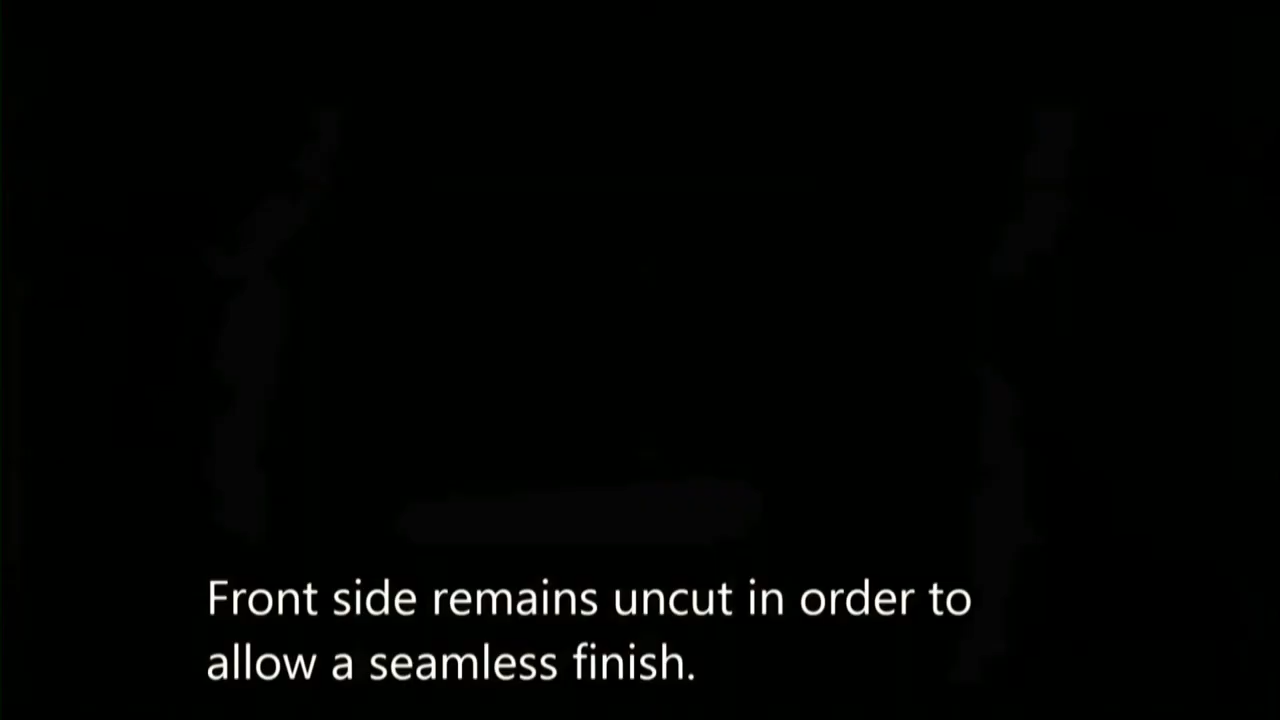 Front side remains uncut in order to
allow a seamless finish.